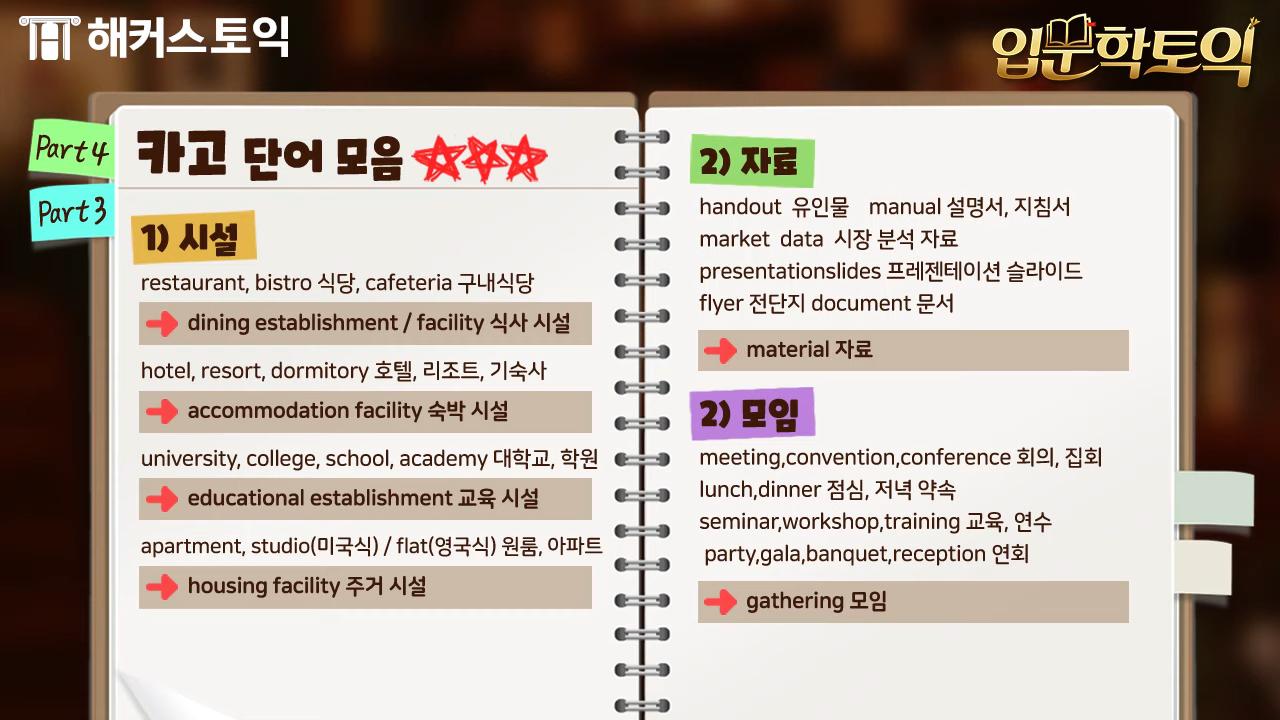 해커스토익
입문학토익
Part 4
Part 3
카고 단어 모음
1) 시설
restaurant, bistro 식당, cafeteria 구내식당
dining establishment / facility 식사 시설
hotel, resort, dormitory 호텔, 리조트, 기숙사
accommodation facility 숙박 시설
university, college, school, academy 대학교, 학원
educational establishment 교육 시설
apartment, studio(미국식) / flat(영국식) 원룸, 아파트
housing facility 주거 시설
2) 자료
handout 유인물 manual 설명서, 지침서
market data 시장 분석 자료
presentationslides 프레젠테이션 슬라이드
flyer 전단지 document 문서
material 자료
2) 모임
meeting,convention,conference 회의, 집회
lunch,dinner 점심, 저녁 약속
seminar,workshop,training 교육, 연수
party,gala,banquet,reception 연회
gathering 모임